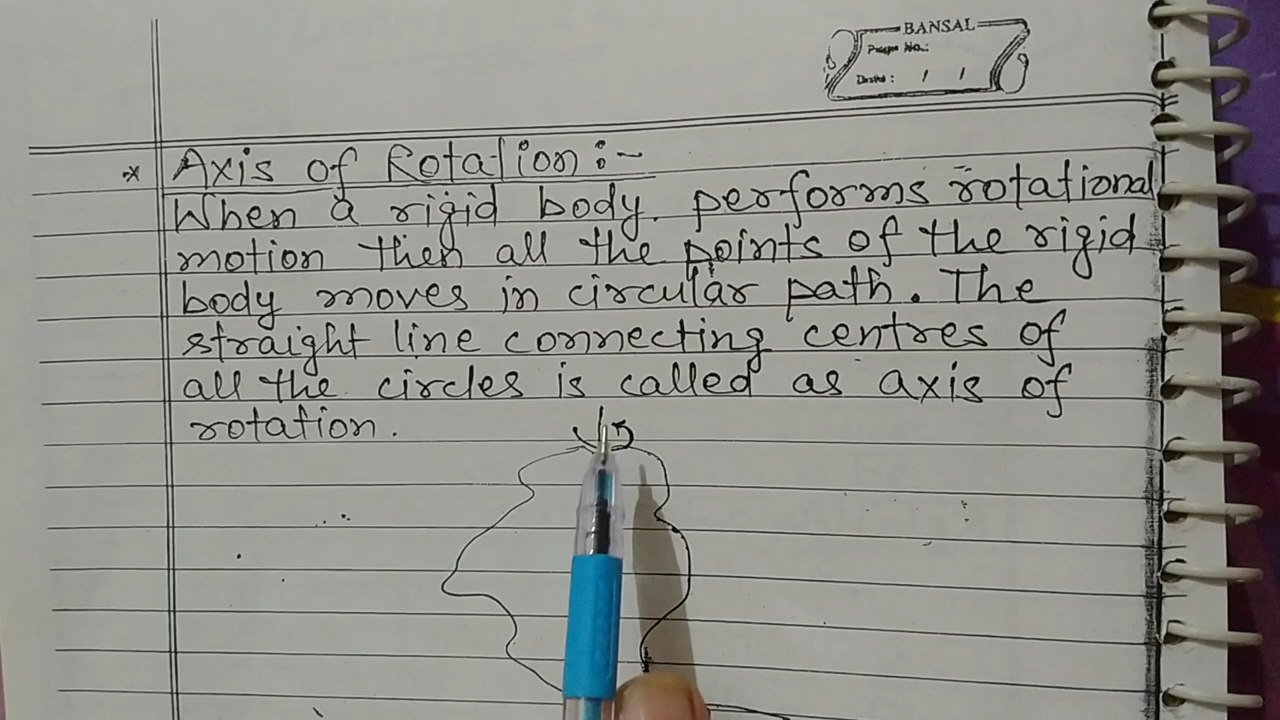 BANSAL
Page No.:
Date : / /
* Axis of Rotation :-
When a rigid body. performs rotational
motion then all the points of the rigid
body moves in circular path. The
straight line connecting centres of
all the circles is called as axis of
rotation.